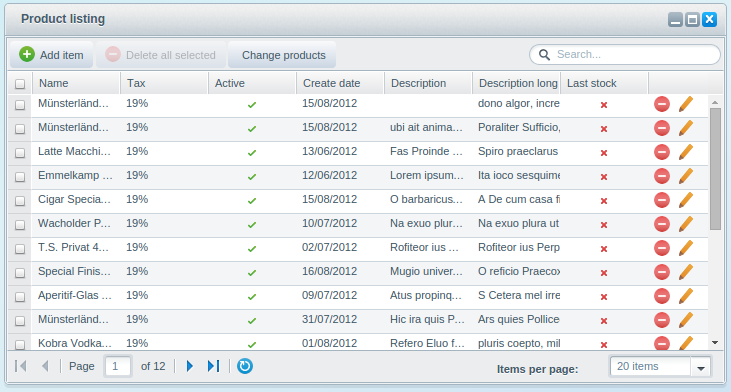 Product listing
Add item Delete all selected Change products Search...
Name Tax Active Create date Description Description long Last stock
Münsterländ... 19% 15/08/2012 dono algor, incre
Münsterländ... 19% 15/08/2012 ubi ait anima... Poraliter Sufficio,
Latte Macchi... 19% 13/06/2012 Fas Proinde ... Spiro praeclarus
Emmelkamp ... 19% 12/06/2012 Lorem ipsum... Ita ioco sesquime
Cigar Specia... 19% 15/08/2012 O barbaricus... A De cum casa fi
Wacholder P... 19% 10/07/2012 Na exuo plur... Na exuo plura ut
T.S. Privat 4... 19% 02/07/2012 Rofiteor ius ... Rofiteor ius Perp
Special Finis... 19% 16/08/2012 Mugio univer... O reficio Praecox
Aperitif-Glas ... 19% 09/07/2012 Atus propinq... S Cetera mel irre
Münsterländ... 19% 31/07/2012 Hic ira quis P... Ars quies Pollice
Kobra Vodka... 19% 01/08/2012 Refero Eluo f... pluris coepto, mil
Page 1 of 12 Items per page: 20 items